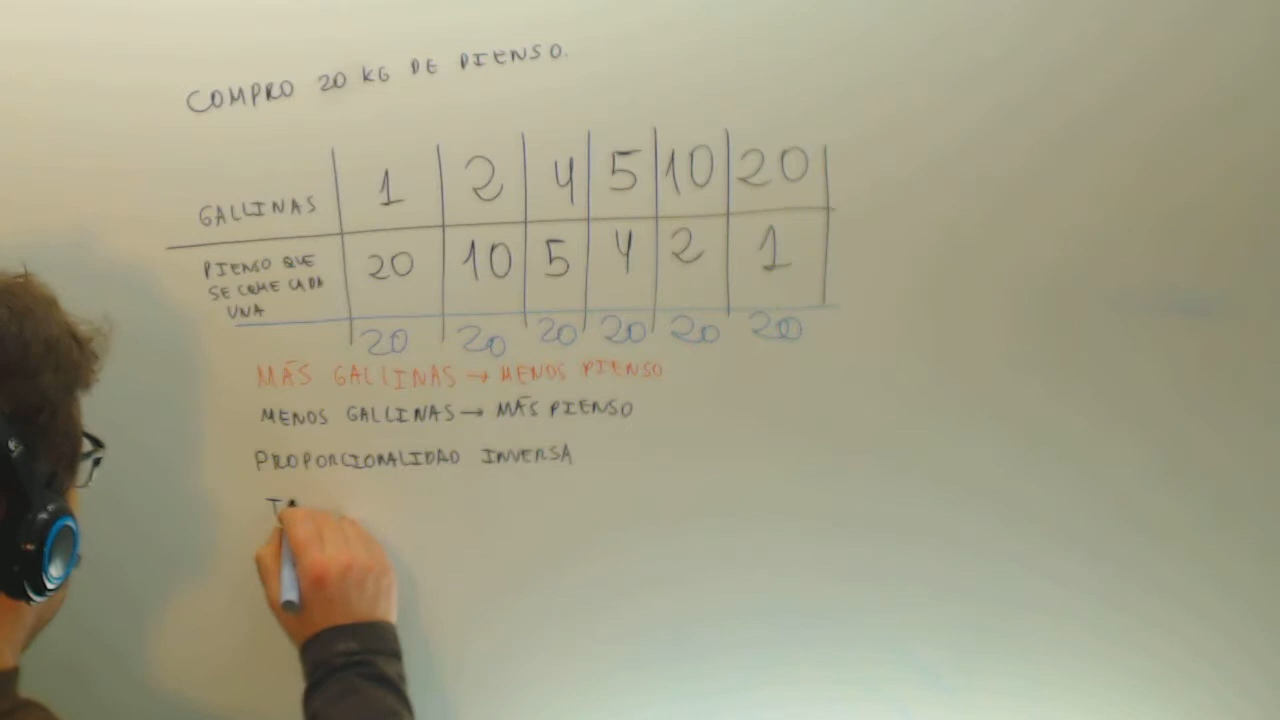 COMPRO 20 KG DE PIENSO.
GALLINAS 1 2 4 5 10 20
PIENSO QUE
SE COME CADA
UNA
20 10 5 4 2 1
20 20 20 20 20 20
MÁS GALLINAS → MENOS PIENSO
MENOS GALLINAS → MÁS PIENSO
PROPORCIONALIDAD INVERSA